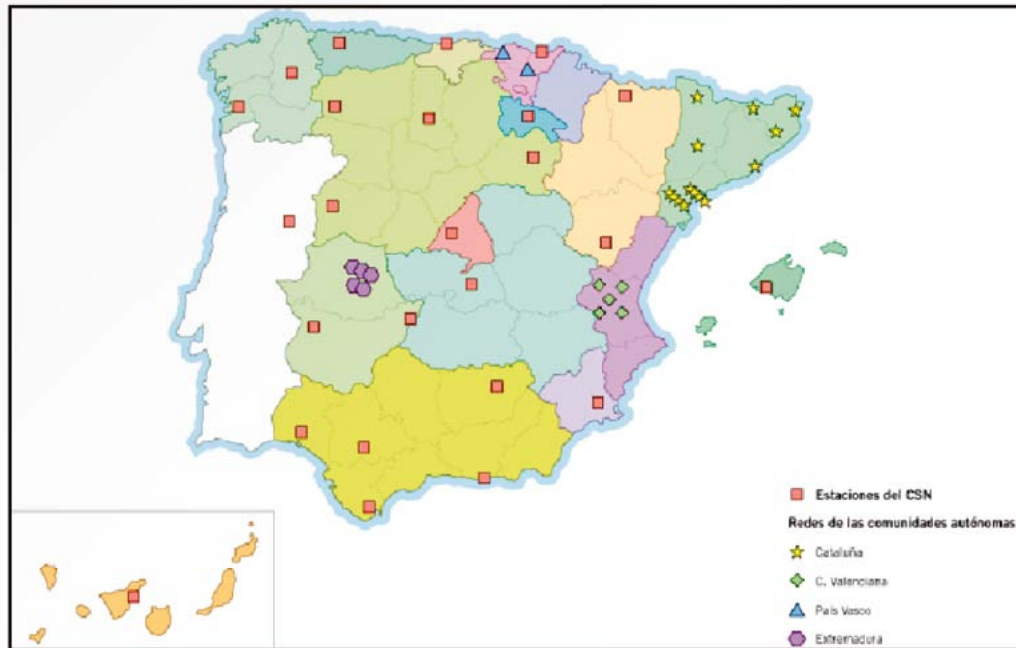 Estaciones del CSN
Redes de las comunidades autónomas
Cataluña
C. Valenciana
País Vasco
Extremadura